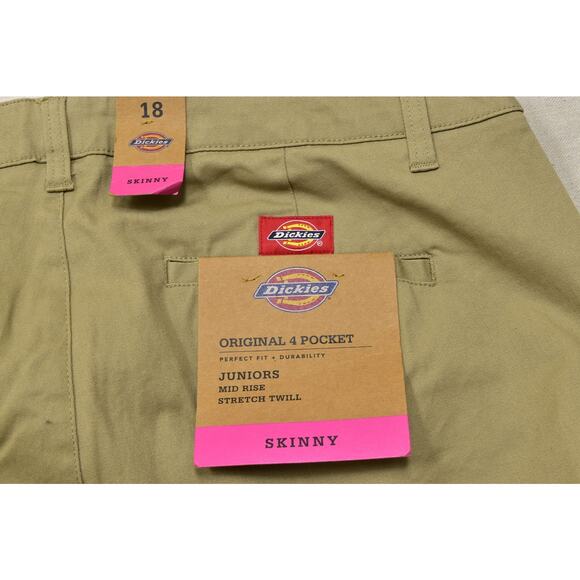 18
Dickies
SKINNY
Dickies
Dickies
ORIGINAL 4 POCKET
PERFECT FIT + DURABILITY
JUNIORS
MID RISE
STRETCH TWILL
SKINNY